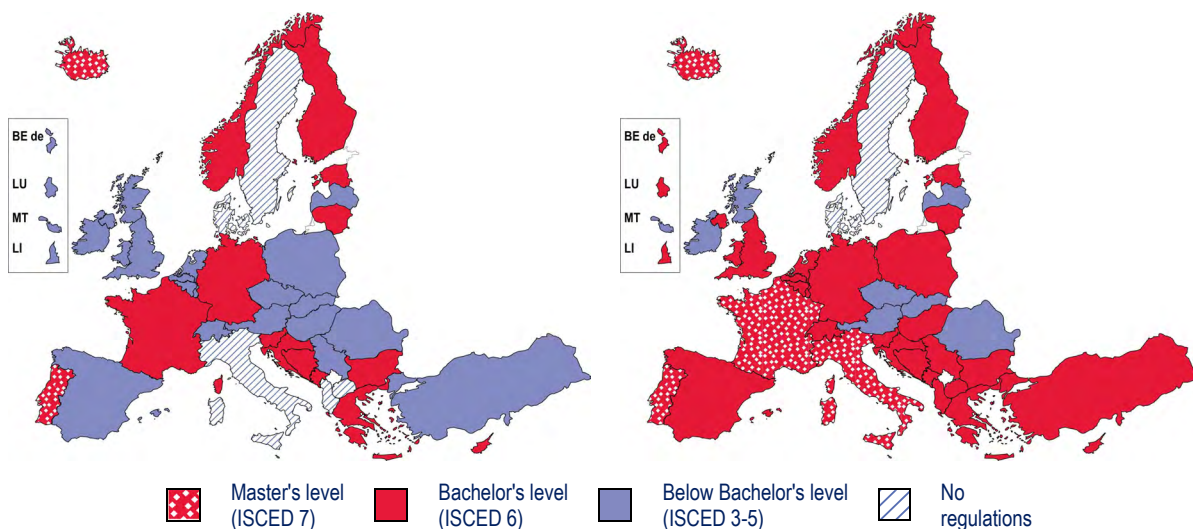 BE de
LU
MT
LI
BE de
LU
MT
LI
Master's level
(ISCED 7)
Bachelor's level
(ISCED 6)
Below Bachelor's level
(ISCED 3-5)
No
regulations